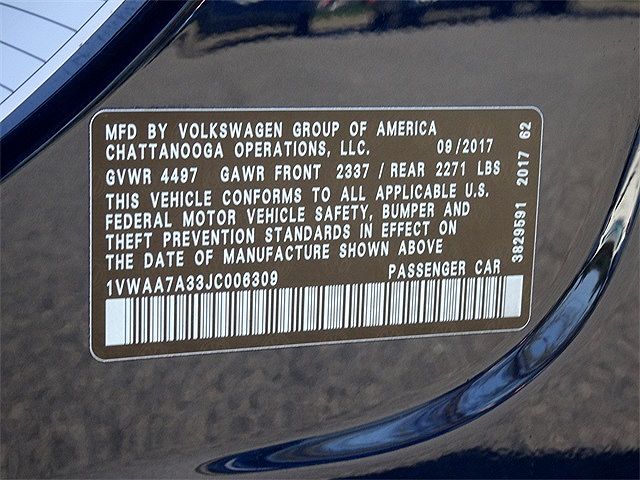 MFD BY VOLKSWAGEN GROUP OF AMERICA
CHATTANOOGA OPERATIONS, LLC. 09/2017
GVWR 4497 GAWR FRONT 2337 / REAR 2271 LBS
THIS VEHICLE CONFORMS TO ALL APPLICABLE U.S.
FEDERAL MOTOR VEHICLE SAFETY, BUMPER AND
THEFT PREVENTION STANDARDS IN EFFECT ON
THE DATE OF MANUFACTURE SHOWN ABOVE
1VWAA7A33JC006309 PASSENGER CAR
3829591 2017 62